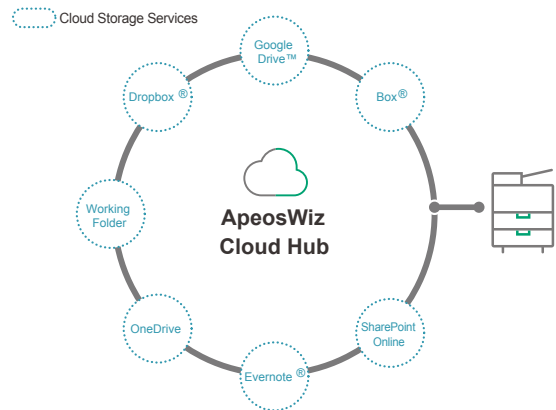 Cloud Storage Services
Google
Drive™
Dropbox ®
Box®
Working
Folder
ApeosWiz
Cloud Hub
OneDrive
SharePoint
Online
Evernote ®